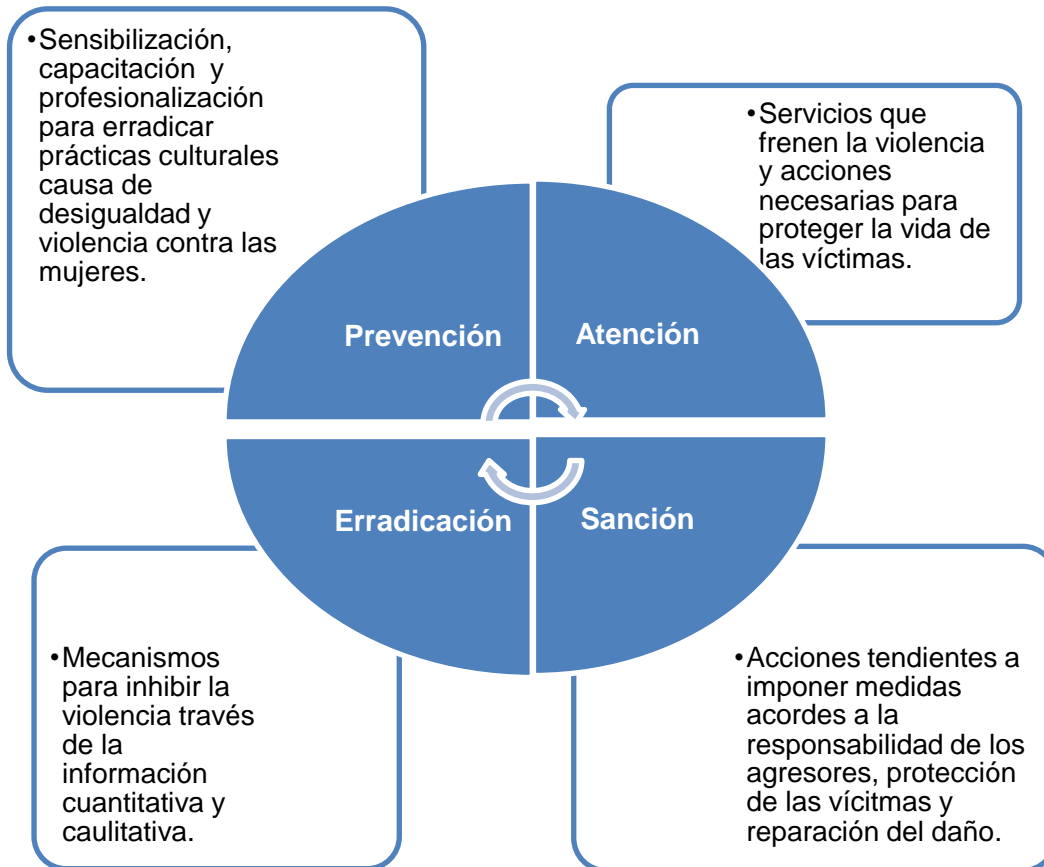 •Sensibilización,
capacitación y
profesionalización
para erradicar
prácticas culturales
causa de
desigualdad y
violencia contra las
mujeres.
•Servicios que
frenen la violencia
y acciones
necesarias para
proteger la vida de
las víctimas.
Prevención
Atención
Erradicación
Sanción
•Mecanismos
para inhibir la
violencia través
de la
información
cuantitativa y
caulitativa.
•Acciones tendientes a
imponer medidas
acordes a la
responsabilidad de los
agresores, protección
de las vícitmas y
reparación del daño.